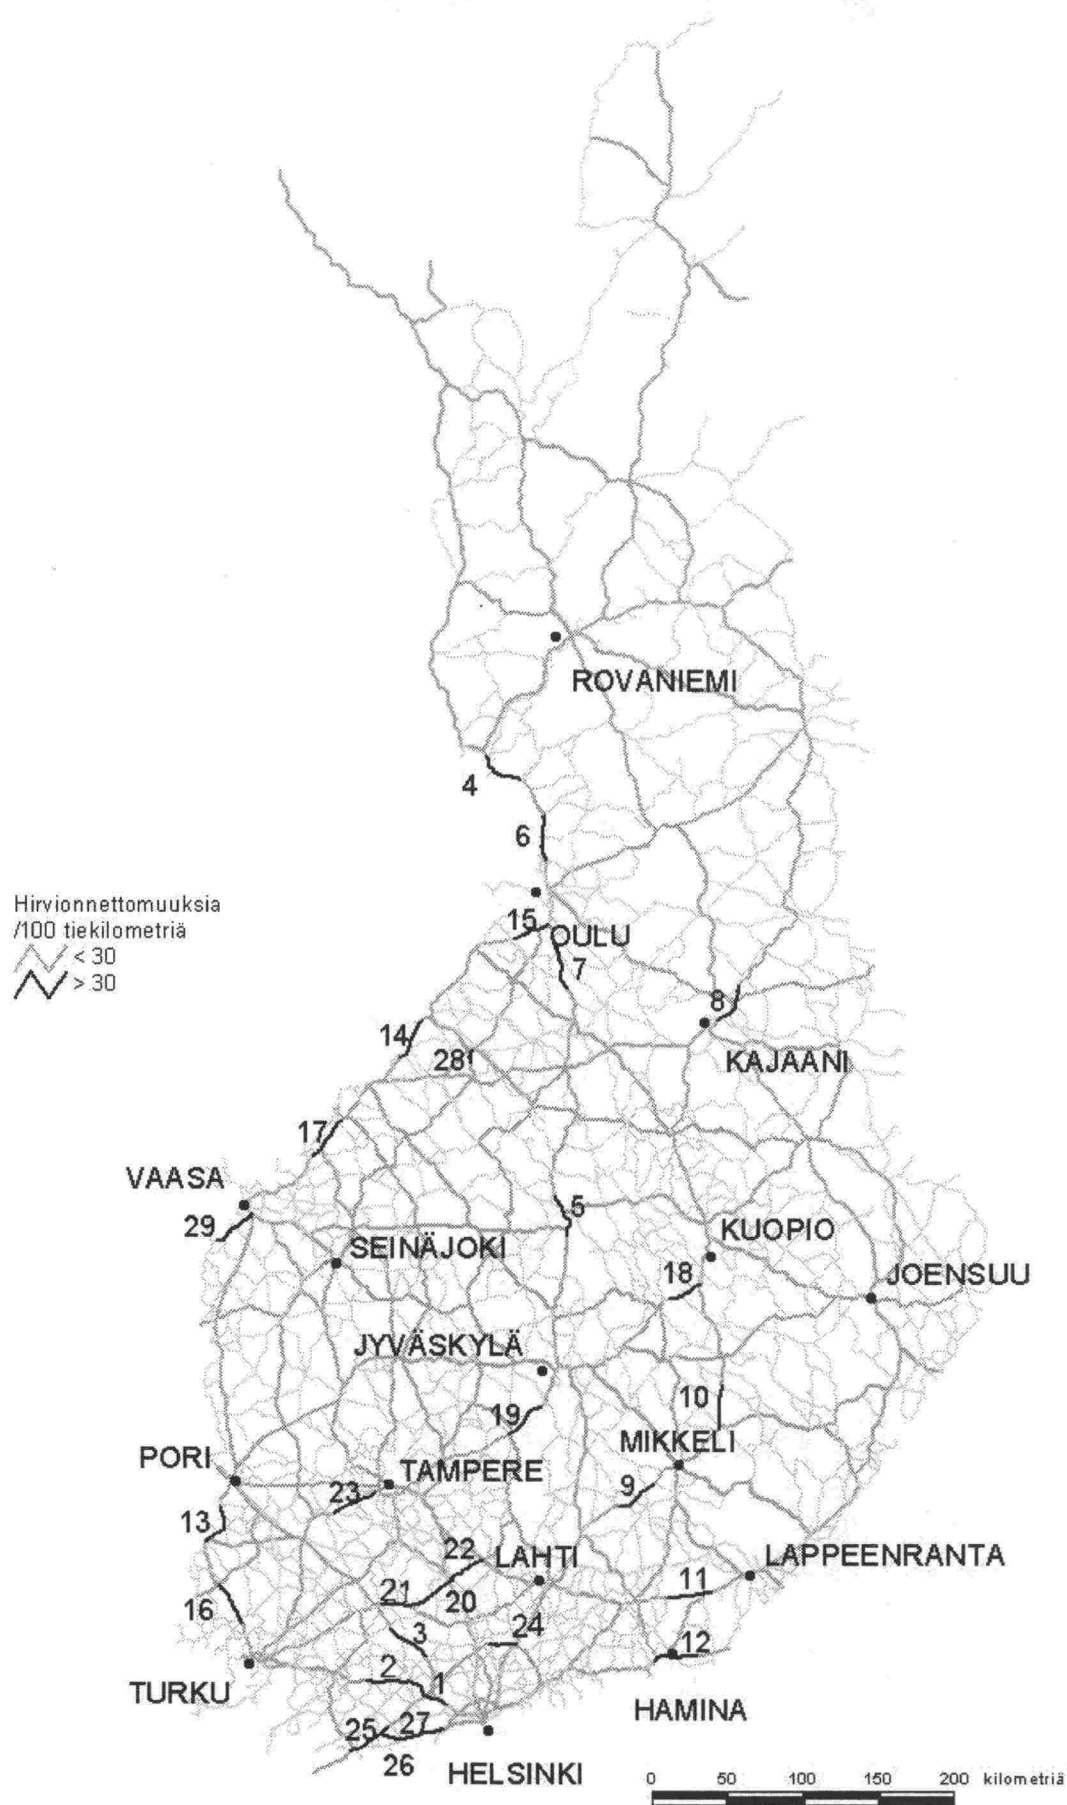 ROVANIEMI
4
6
Hirvionnettomuuksia
/100 tiekilometriä
< 30
> 30
15
OULU
7
8
14
28
KAJAANI
17
VAASA
29
5
SEINÄJOKI
KUOPIO
18
JOENSUU
JYVÄSKYLÄ
10
19
MIKKELI
PORI
TAMPERE
23
9
13
22
LAHTI
LAPPEENRANTA
21
20
11
16
24
3
12
2
1
TURKU
HAMINA
25
27
26
HELSINKI
0 50 100 150 200 kilometriä